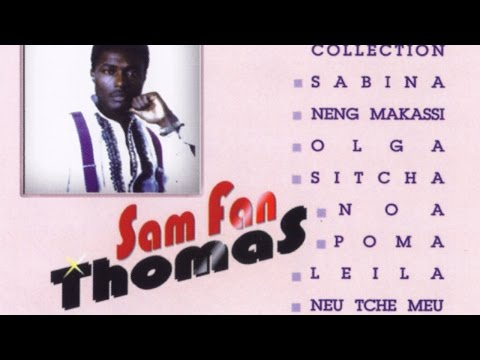 COLLECTION
SABINA
NENG MAKASSI
OLGA
SITCHA
NOA
POMA
LEILA
NEU TCHE MEU
Sam Fan
Thomas